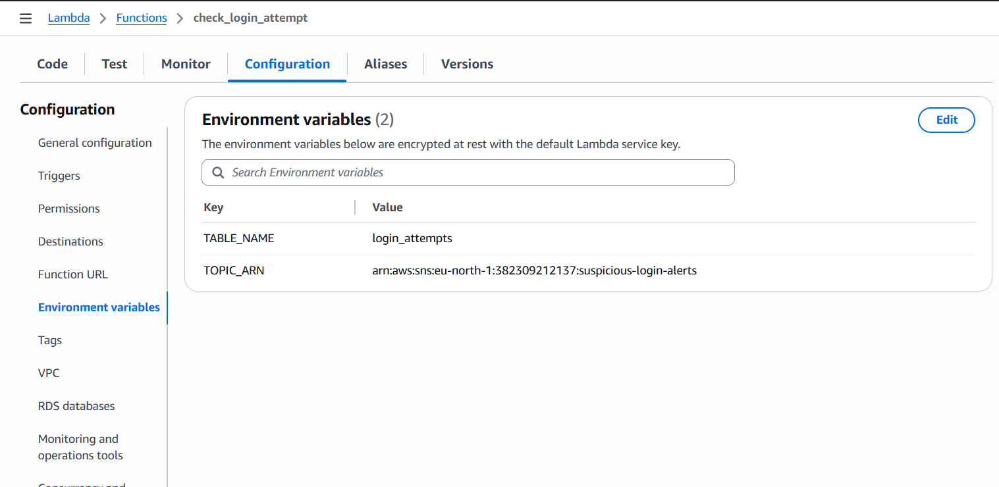 Lambda > Functions > check_login_attempt
Code Test Monitor Configuration Aliases Versions
Configuration
General configuration
Triggers
Permissions
Destinations
Function URL
Environment variables
Tags
VPC
RDS databases
Monitoring and
operations tools
Concurrency and
Environment variables (2)
Edit
The environment variables below are encrypted at rest with the default Lambda service key.
Search Environment variables
Key Value
TABLE_NAME login_attempts
TOPIC_ARN arn:aws:sns:eu-north-1:382309212137:suspicious-login-alerts